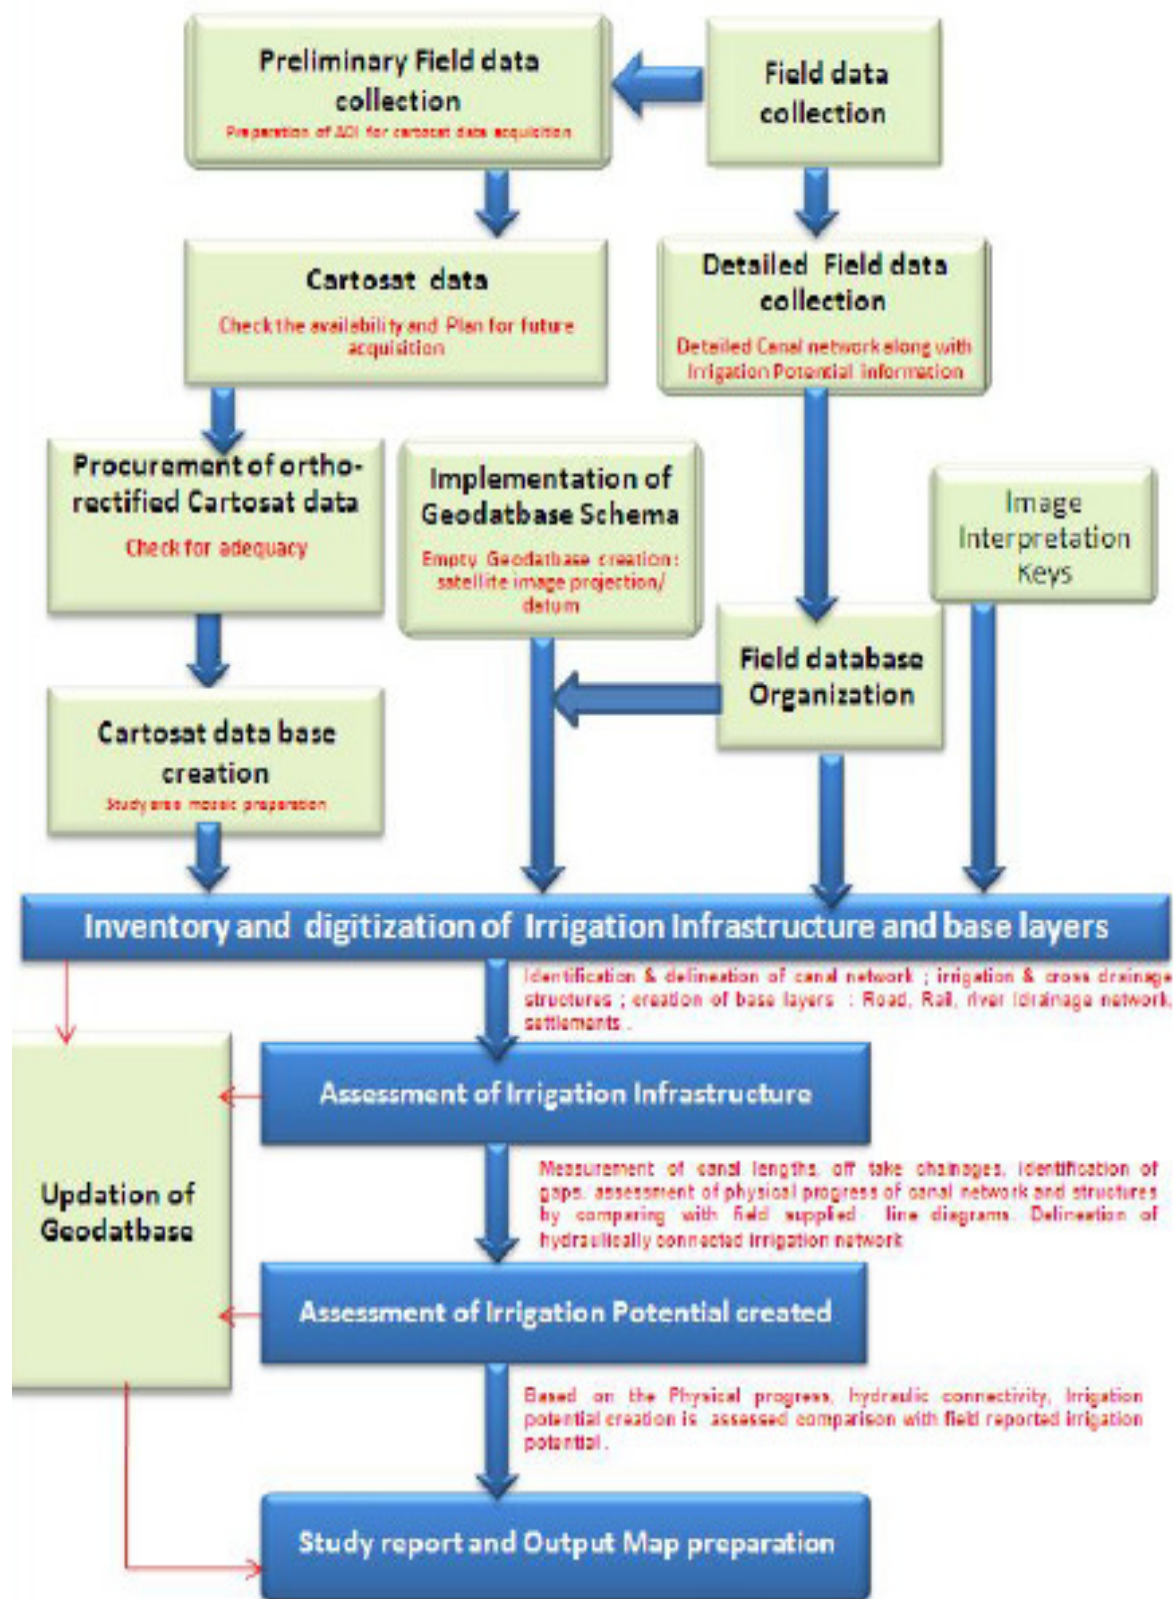 Preliminary Field data
collection
Preparation of AOI for cartosat data acquisition
Field data
collection
Cartosat data
Check the availability and Plan for future
acquisition
Detailed Field data
collection
Detailed Canal network along with
Irrigation Potential information
Procurement of ortho-
rectified Cartosat data
Check for adequacy
Implementation of
Geodatbase Schema
Empty Geodatbase creation:
satellite image projection/
datum
Image
Interpretation
Keys
Field database
Organization
Cartosat data base
creation
Study area mosaic preparation
Inventory and digitization of Irrigation Infrastructure and base layers
Identification & delineation of canal network ; irrigation & cross drainage
structures ; creation of base layers : Road, Rail, river /drainage network,
settlements .
Assessment of Irrigation Infrastructure
Measurement of canal lengths, off take chainages, identification of
gaps, assessment of physical progress of canal network and structures
by comparing with field supplied line diagrams. Delineation of
hydraulically connected irrigation network
Updation of
Geodatbase
Assessment of Irrigation Potential created
Based on the Physical progress, hydraulic connectivity, Irrigation
potential creation is assessed comparison with field reported irrigation
potential .
Study report and Output Map preparation